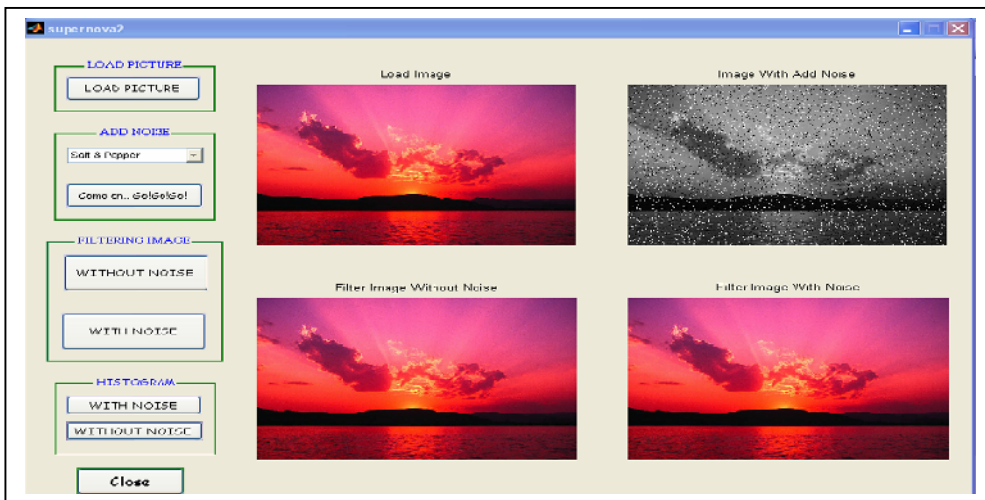 supernova2
LOAD PICTURE
LOAD PICTURE
ADD NOISE
Salt & Pepper
Come on.. Go!Go!Go!
FILTERING IMAGE
WITHOUT NOISE
WITH NOISE
HISTOGRAM
WITH NOISE
WITHOUT NOISE
Close
Load Image
Image With Add Noise
Filter Image Without Noise
Filter Image With Noise